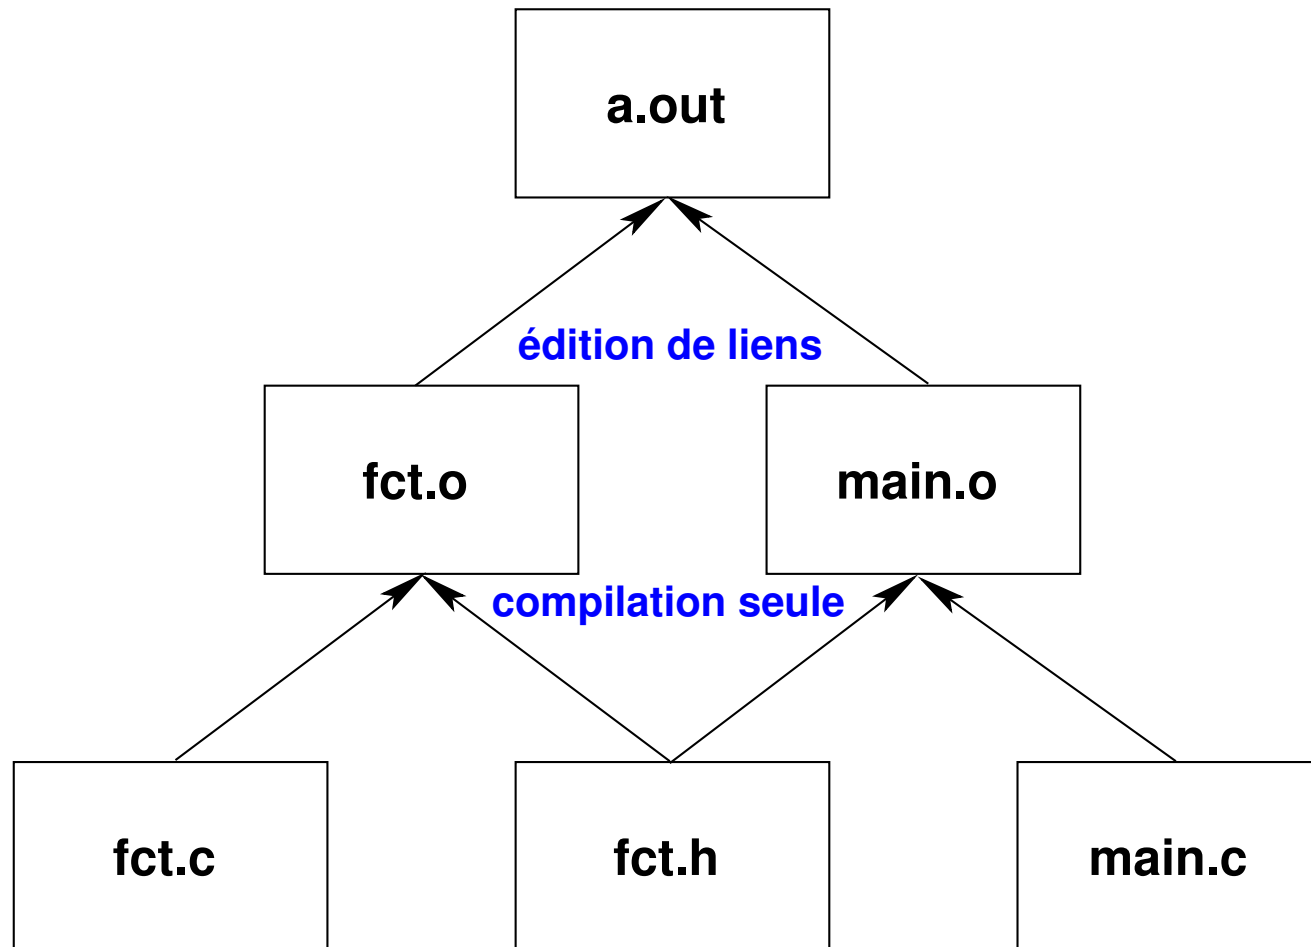 a.out
édition de liens
fct.o
main.o
compilation seule
fct.c
fct.h
main.c